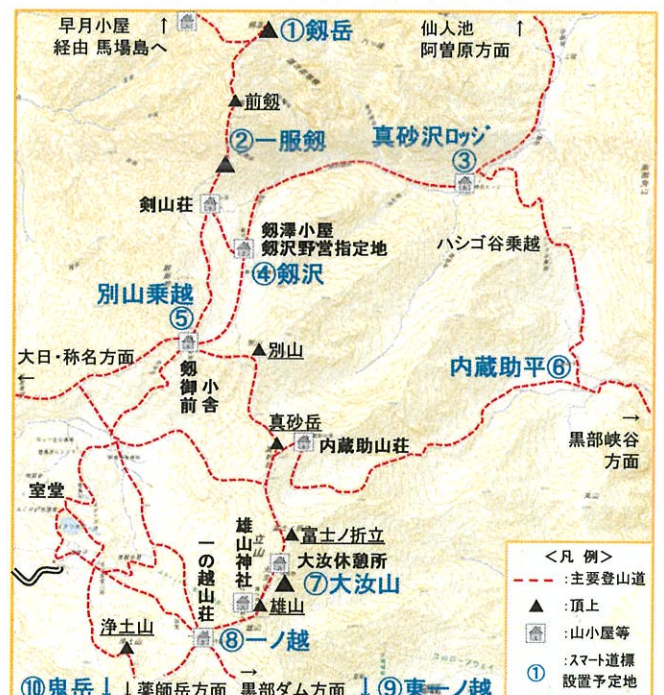 早月小屋 ↑
経由 馬場島へ
①剱岳
仙人池 ↑
阿曽原方面
前剱
②一服剱
真砂沢ロッジ
③
剣山荘
剱澤小屋
剱沢野営指定地
④剱沢
ハシゴ谷乗越
別山乗越
⑤
大日・称名方面
←
別山
剱御前
小舎
内蔵助平⑥
→
黒部峡谷
方面
真砂岳
内蔵助山荘
室堂
一の越山荘
雄山神社
立山
富士ノ折立
大汝休憩所
⑦大汝山
雄山
浄土山
⑧一ノ越
⑩鬼岳↓
↓薬師岳方面
→
黒部ダム方面
↓⑨東一ノ越
<凡 例>
:主要登山道
▲ :頂上
:山小屋等
① :スマート道標
設置予定地